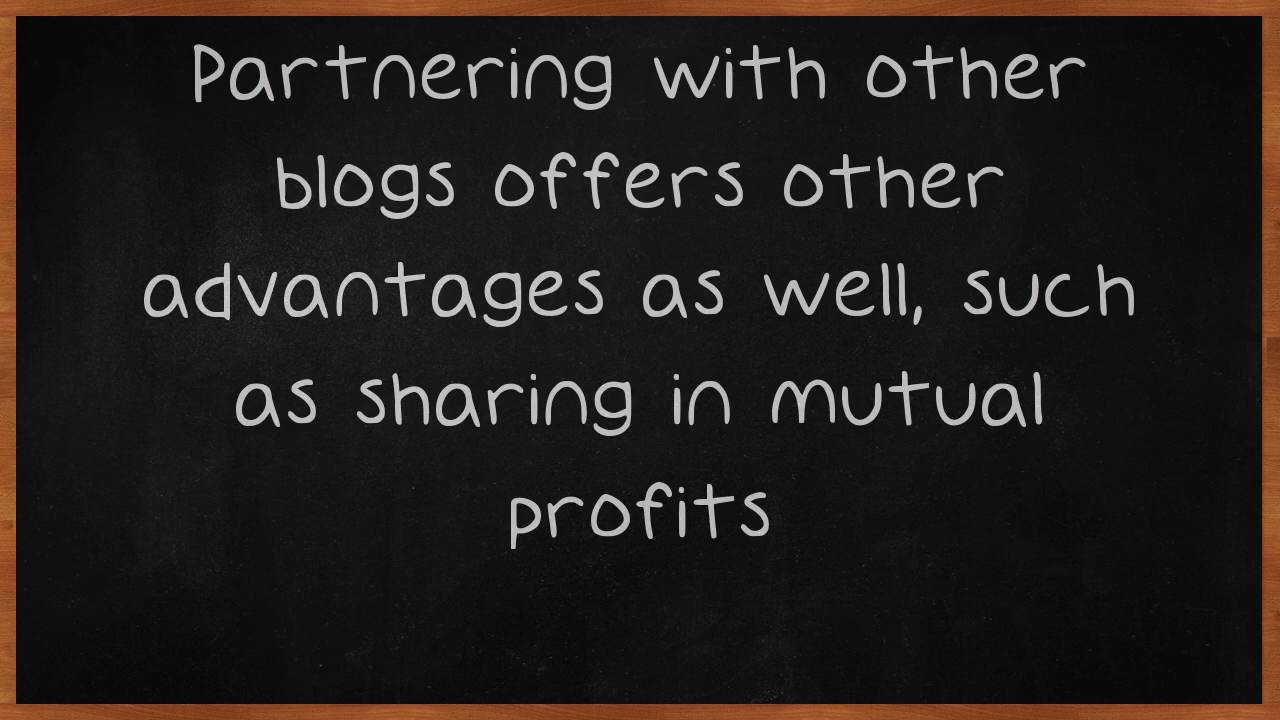 Partnering with other
blogs offers other
advantages as well, such
as sharing in mutual
profits